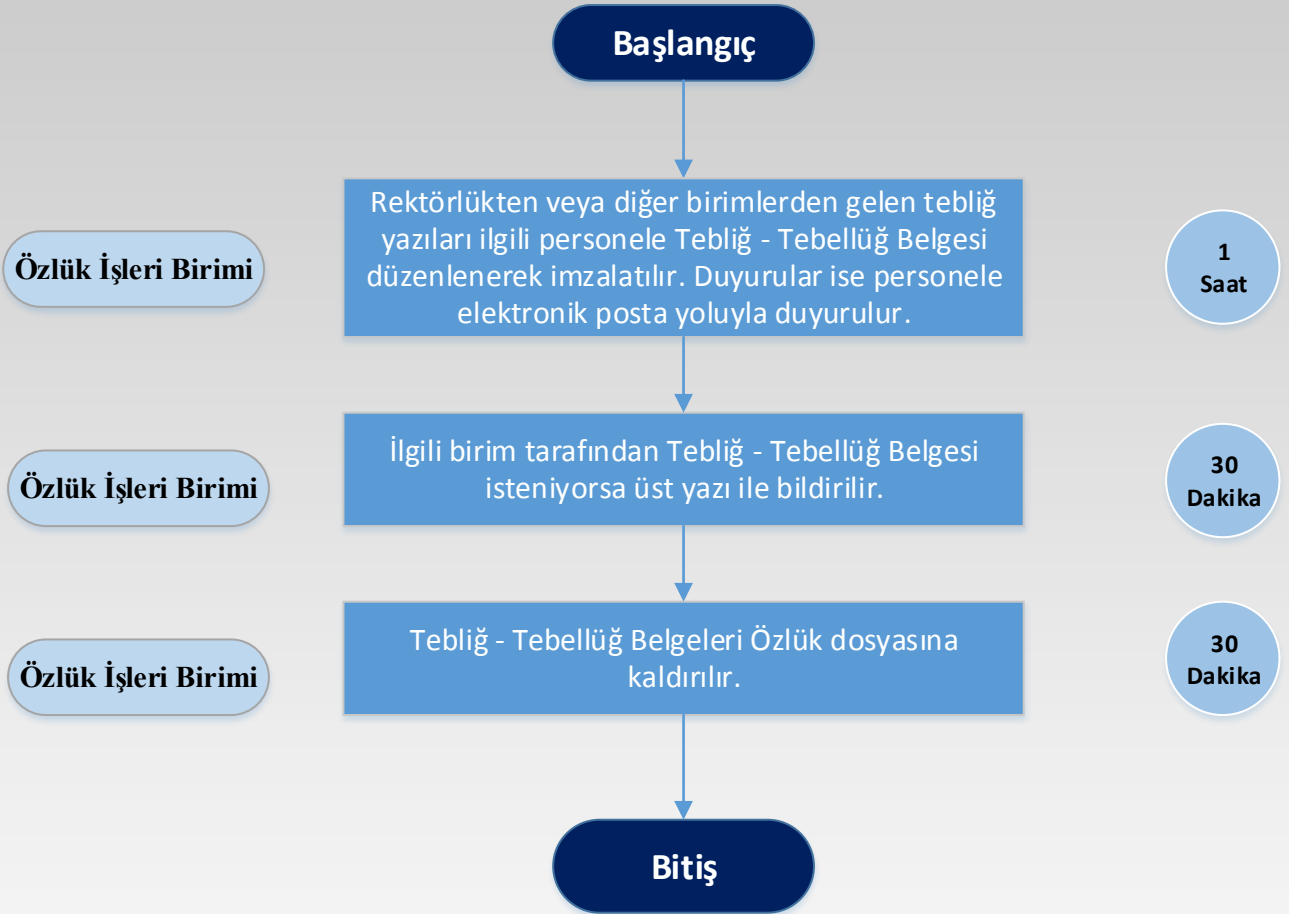 Başlangıç
Özlük İşleri Birimi
Rektörlükten veya diğer birimlerden gelen tebliğ
yazıları ilgili personele Tebliğ - Tebellüğ Belgesi
düzenlenerek imzalatılır. Duyurular ise personele
elektronik posta yoluyla duyurulur.
1
Saat
Özlük İşleri Birimi
İlgili birim tarafından Tebliğ - Tebellüğ Belgesi
isteniyorsa üst yazı ile bildirilir.
30
Dakika
Özlük İşleri Birimi
Tebliğ - Tebellüğ Belgeleri Özlük dosyasına
kaldırılır.
30
Dakika
Bitiş